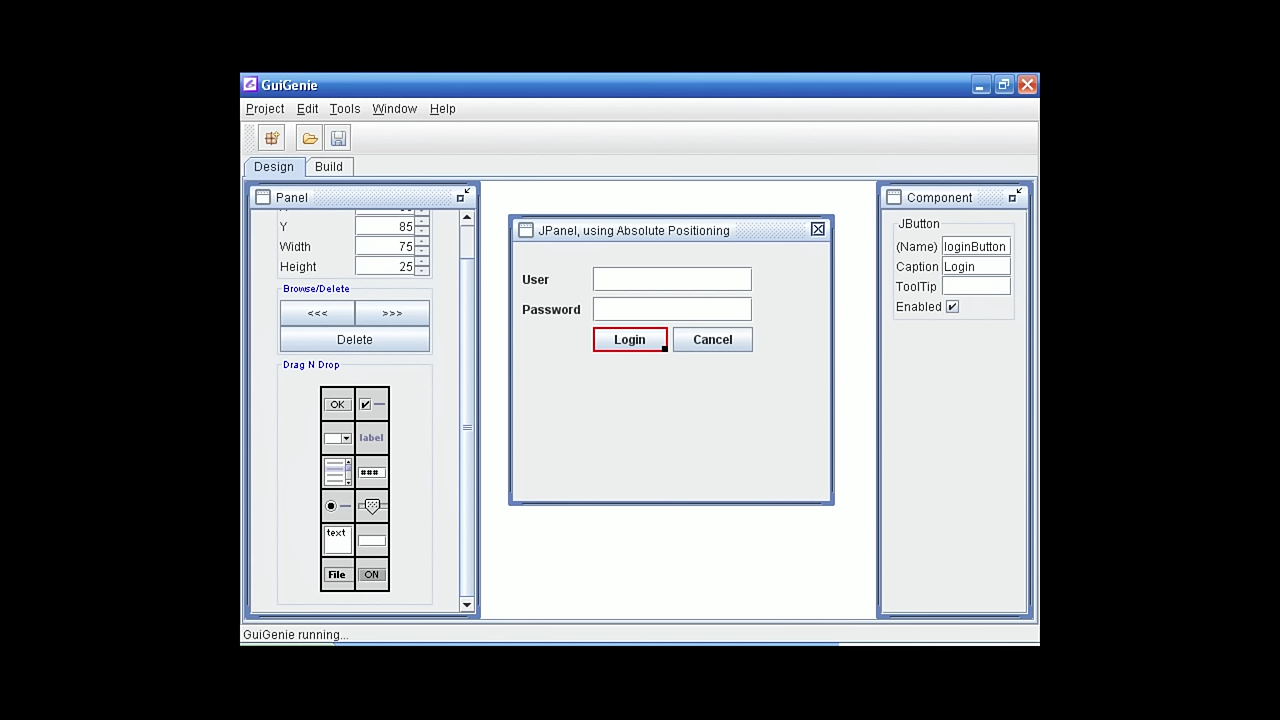 GuiGenie
Project Edit Tools Window Help
Design Build
Panel
Y 85
Width 75
Height 25
Browse/Delete
<<< >>>
Delete
Drag N Drop
OK
label
###
text
File ON
JPanel, using Absolute Positioning
User
Password
Login Cancel
Component
JButton
(Name) loginButton
Caption Login
ToolTip
Enabled
GuiGenie running...